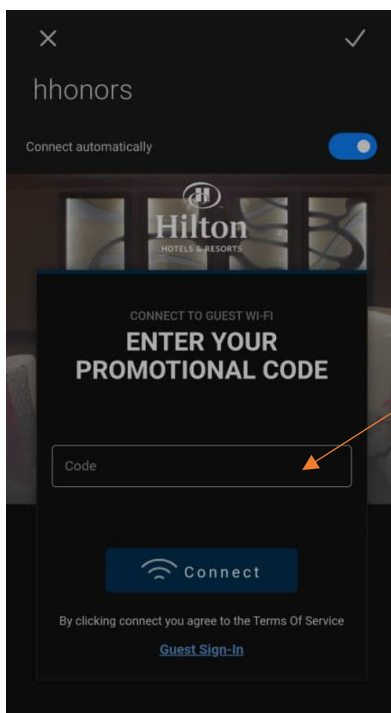 hhonors
Connect automatically
H
Hilton
HOTELS & RESORTS
CONNECT TO GUEST WI-FI
ENTER YOUR
PROMOTIONAL CODE
Code
Connect
By clicking connect you agree to the Terms Of Service
Guest Sign-In